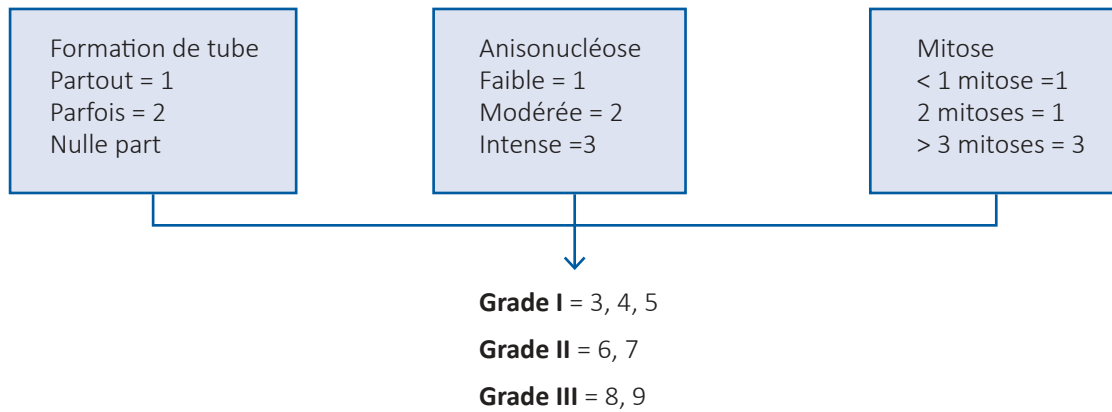 Formation de tube
Partout = 1
Parfois = 2
Nulle part
Anisonucléose
Faible = 1
Modérée = 2
Intense =3
Mitose
< 1 mitose =1
2 mitoses = 1
> 3 mitoses = 3
Grade I = 3, 4, 5
Grade II = 6, 7
Grade III = 8, 9